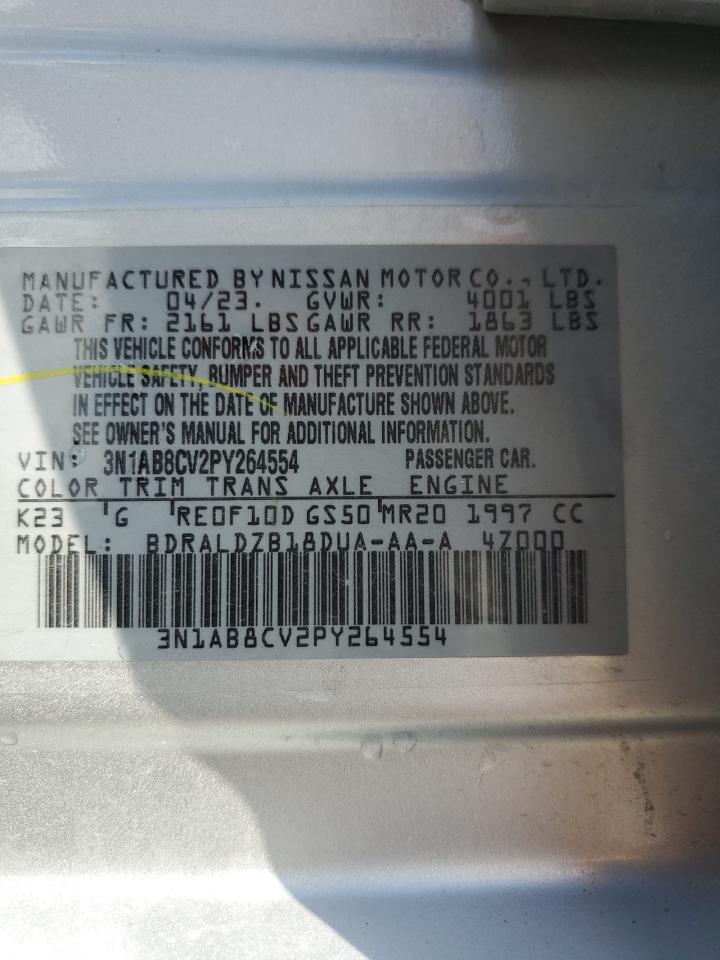 MANUFACTURED BY NISSAN MOTOR CO., LTD.
DATE: 04/23. GVWR: 4001 LBS
GAWR FR: 2161 LBS GAWR RR: 1863 LBS
THIS VEHICLE CONFORMS TO ALL APPLICABLE FEDERAL MOTOR
VEHICLE SAFETY, BUMPER AND THEFT PREVENTION STANDARDS
IN EFFECT ON THE DATE OF MANUFACTURE SHOWN ABOVE.
SEE OWNER'S MANUAL FOR ADDITIONAL INFORMATION.
VIN: 3N1AB8CV2PY264554 PASSENGER CAR.
COLOR TRIM TRANS AXLE ENGINE
K23 G RE0F10D GS50 MR20 1997 CC
MODEL: BDRALDZB18DUA-AA-A 4Z000
3N1AB8CV2PY264554